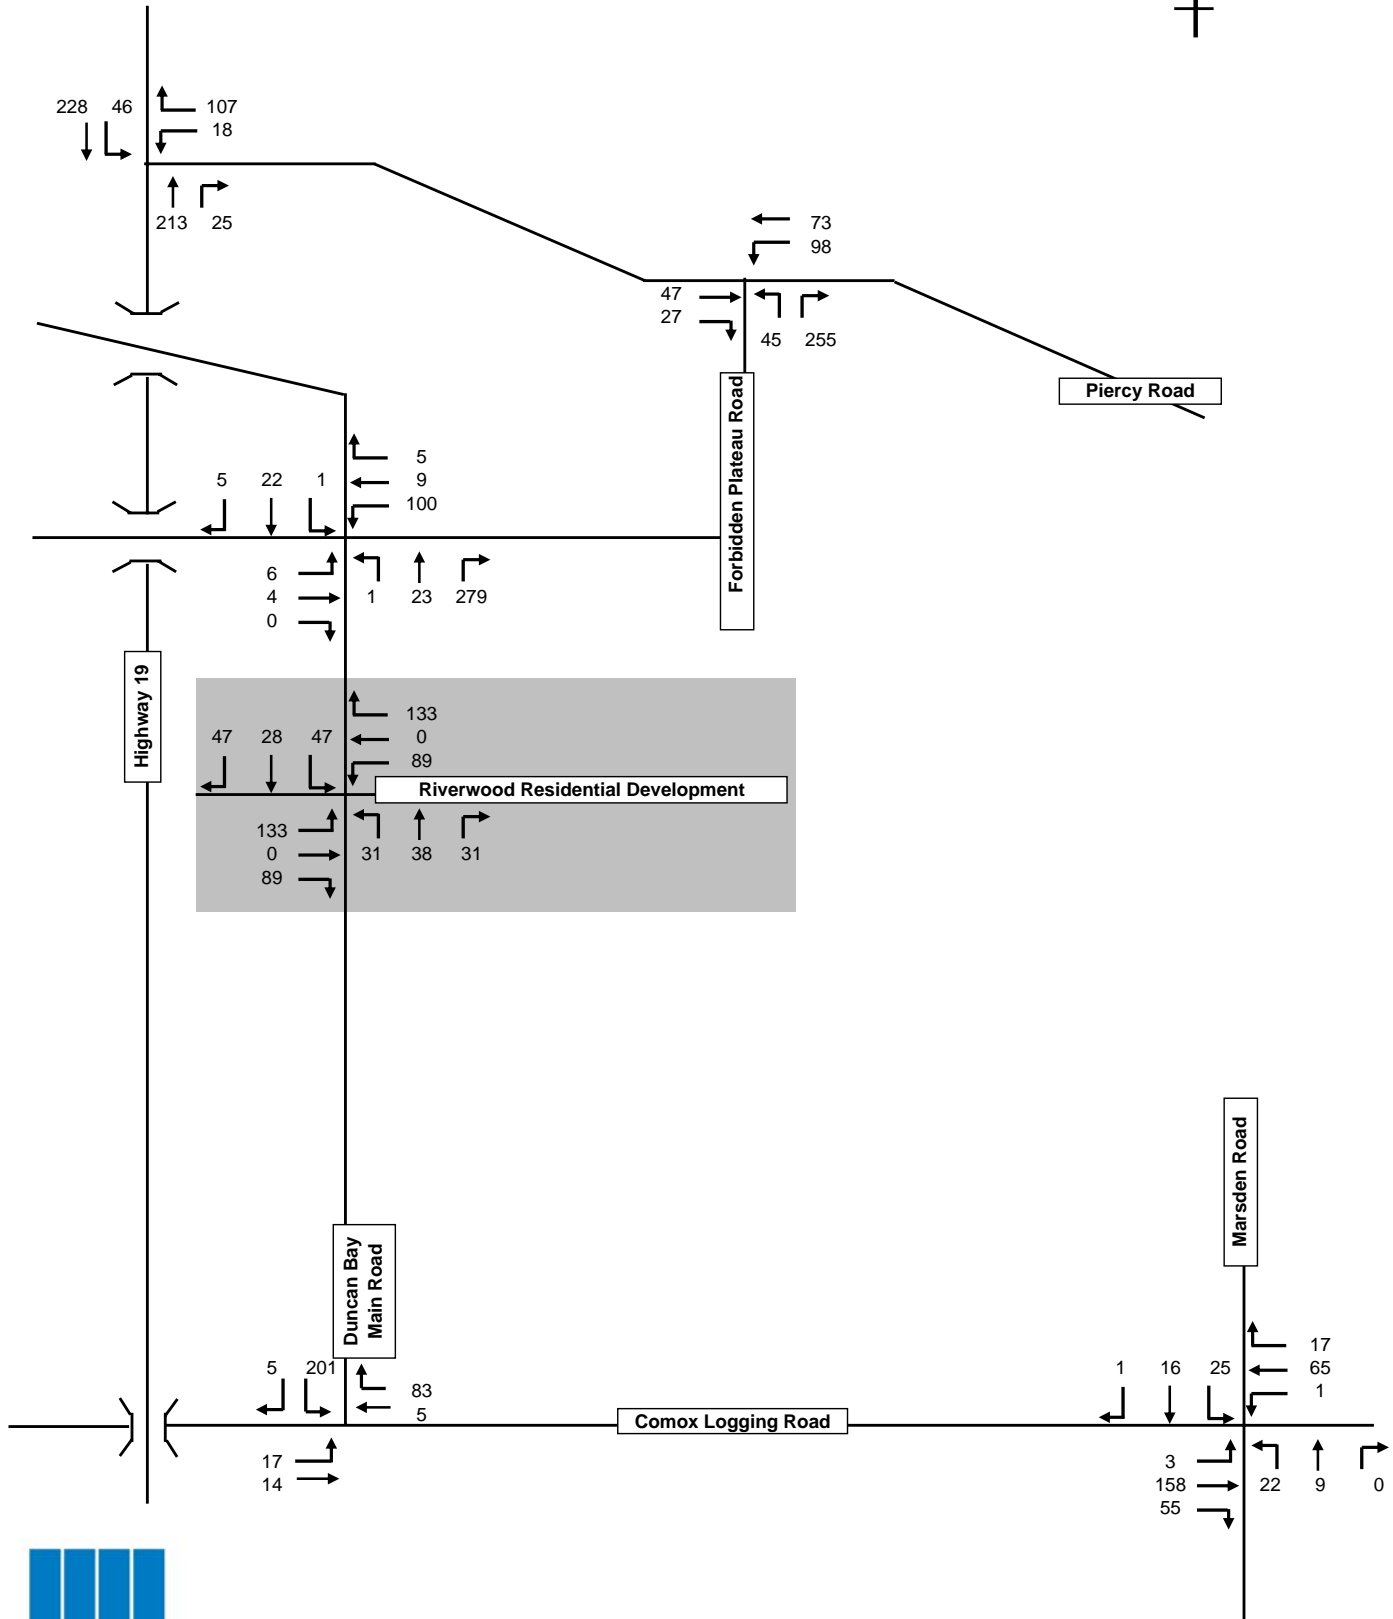 228 46 107
18
213 25
73
98
47
27
45 255
Piercy Road
Forbidden Plateau Road
5
5 22 1 9
100
6
4 1 23 279
0
Highway 19
133
47 28 47 0
89
Riverwood Residential Development
133
0 31 38 31
89
Marsden Road
Duncan Bay
Main Road
5 201
83
5
17
14
Comox Logging Road
17
1 16 25 65
1
3
158 22 9 0
55